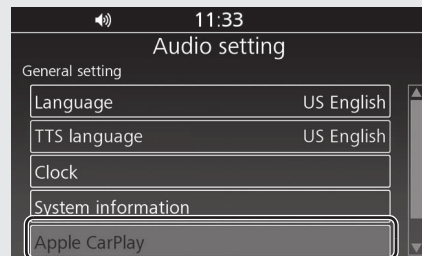 11:33
Audio setting
General setting
Language US English
TTS language US English
Clock
System information
Apple CarPlay